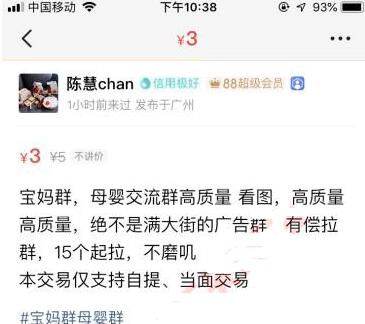 中国移动 下午10:38 93%
¥3
陈慧chan 信用极好 88超级会员
1小时前来过 发布于广州
¥3 ¥5 不讲价
宝妈群，母婴交流群高质量 看图，高质量
高质量，绝不是满大街的广告群 有偿拉
群，15个起拉，不磨叽
本交易仅支持自提、当面交易
#宝妈群母婴群